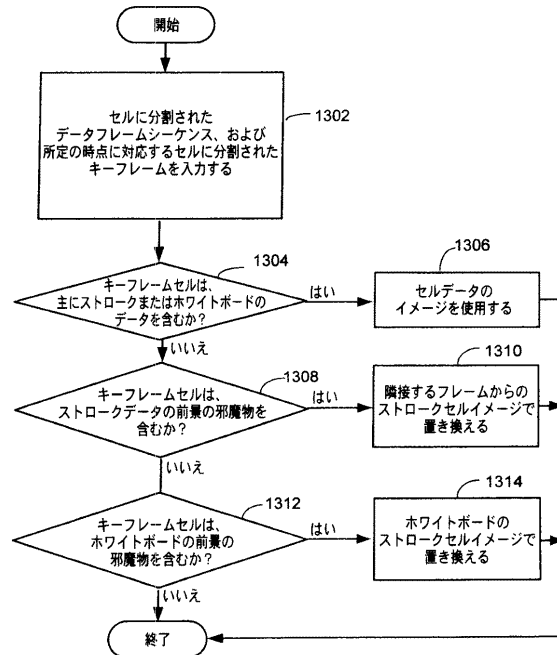 開始
セルに分割された
データフレームシーケンス、および
所定の時点に対応するセルに分割された
キーフレームを入力する
1302
1304
キーフレームセルは、
主にストロークまたはホワイトボードの
データを含むか?
はい
1306
セルデータの
イメージを使用する
いいえ
1308
キーフレームセルは、
ストロークデータの前景の邪魔物を
含むか?
はい
1310
隣接するフレームからの
ストロークセルイメージで
置き換える
いいえ
1312
キーフレームセルは、
ホワイトボードの前景の
邪魔物を含むか?
はい
1314
ホワイトボードの
ストロークセルイメージで
置き換える
いいえ
終了